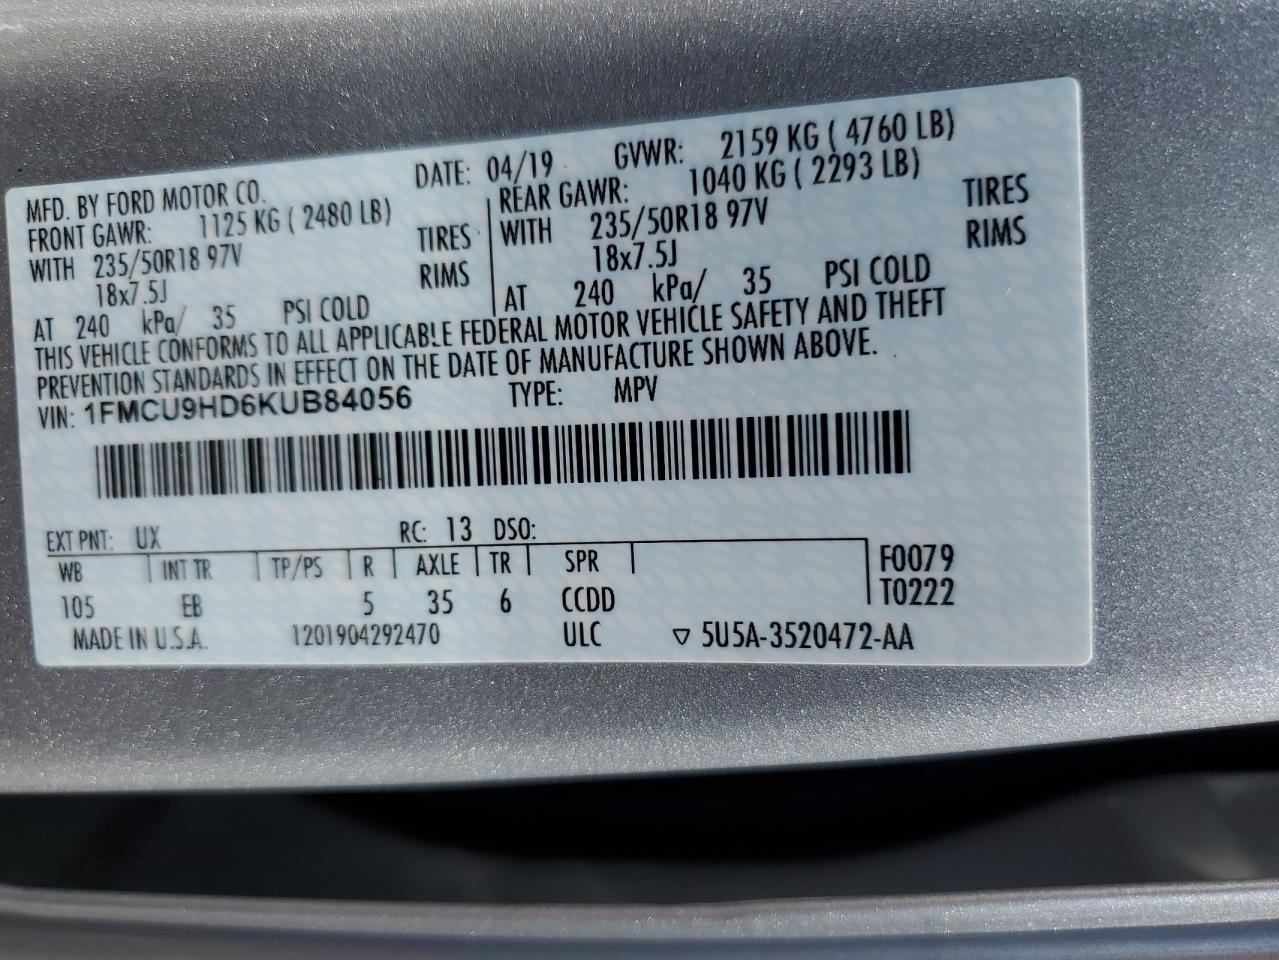 MFD. BY FORD MOTOR CO. DATE: 04/19 GVWR: 2159 KG ( 4760 LB)
FRONT GAWR: 1125 KG ( 2480 LB) REAR GAWR: 1040 KG ( 2293 LB)
WITH 235/50R18 97V TIRES WITH 235/50R18 97V TIRES
18x7.5J RIMS 18x7.5J RIMS
AT 240 kPa/ 35 PSI COLD AT 240 kPa/ 35 PSI COLD
THIS VEHICLE CONFORMS TO ALL APPLICABLE FEDERAL MOTOR VEHICLE SAFETY AND THEFT
PREVENTION STANDARDS IN EFFECT ON THE DATE OF MANUFACTURE SHOWN ABOVE.
VIN: 1FMCU9HD6KUB84056 TYPE: MPV
EXT PNT: UX RC: 13 DSO:
WB INT TR TP/PS R AXLE TR SPR F0079
105 EB 5 35 6 CCDD T0222
MADE IN U.S.A. 1201904292470 ULC ▽ 5U5A-3520472-AA